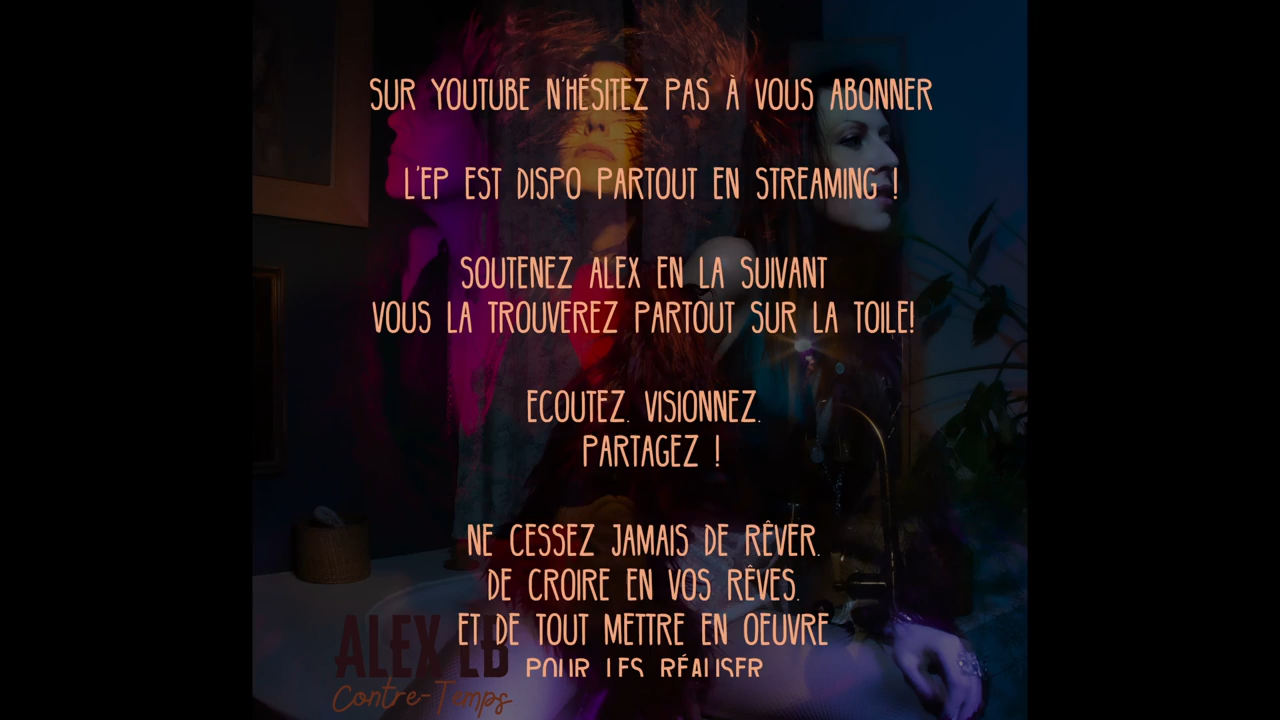 SUR YOUTUBE N'HÉSITEZ PAS À VOUS ABONNER
L'EP EST DISPO PARTOUT EN STREAMING !
SOUTENEZ ALEX EN LA SUIVANT
VOUS LA TROUVEREZ PARTOUT SUR LA TOILE!
ECOUTEZ. VISIONNEZ.
PARTAGEZ !
NE CESSEZ JAMAIS DE RÊVER.
DE CROIRE EN VOS RÊVES.
ET DE TOUT METTRE EN OEUVRE
POUR LES RÉALISER
ALEX LB
Contre-Temps